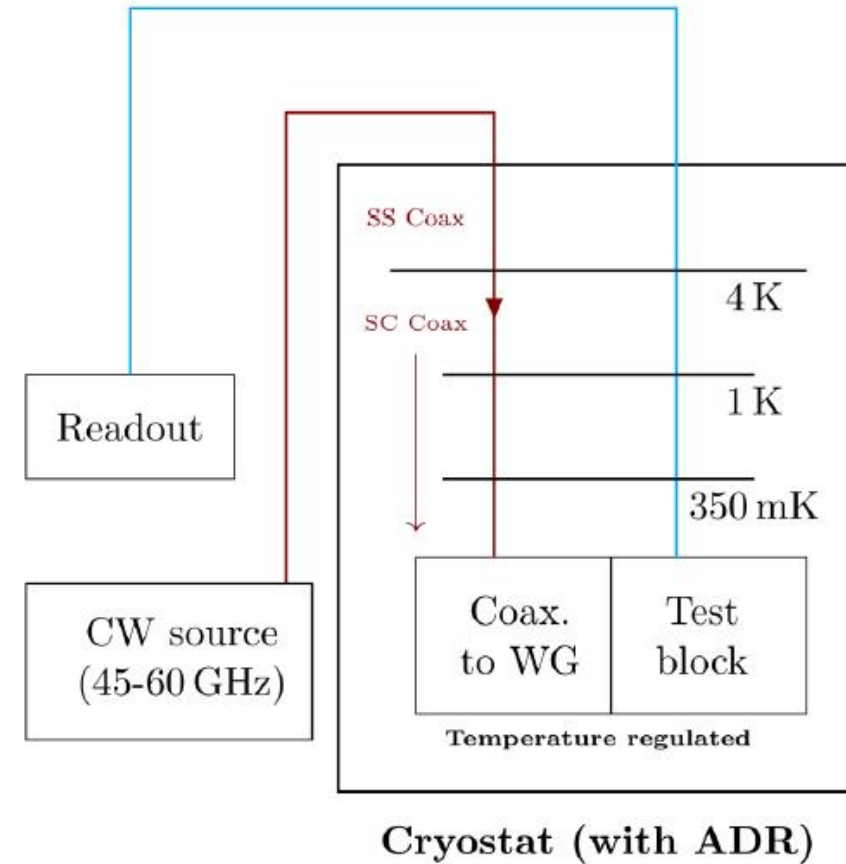 SS Coax
4 K
SC Coax
1 K
Readout
350 mK
CW source
(45-60 GHz)
Coax.
to WG
Test
block
Temperature regulated
Cryostat (with ADR)